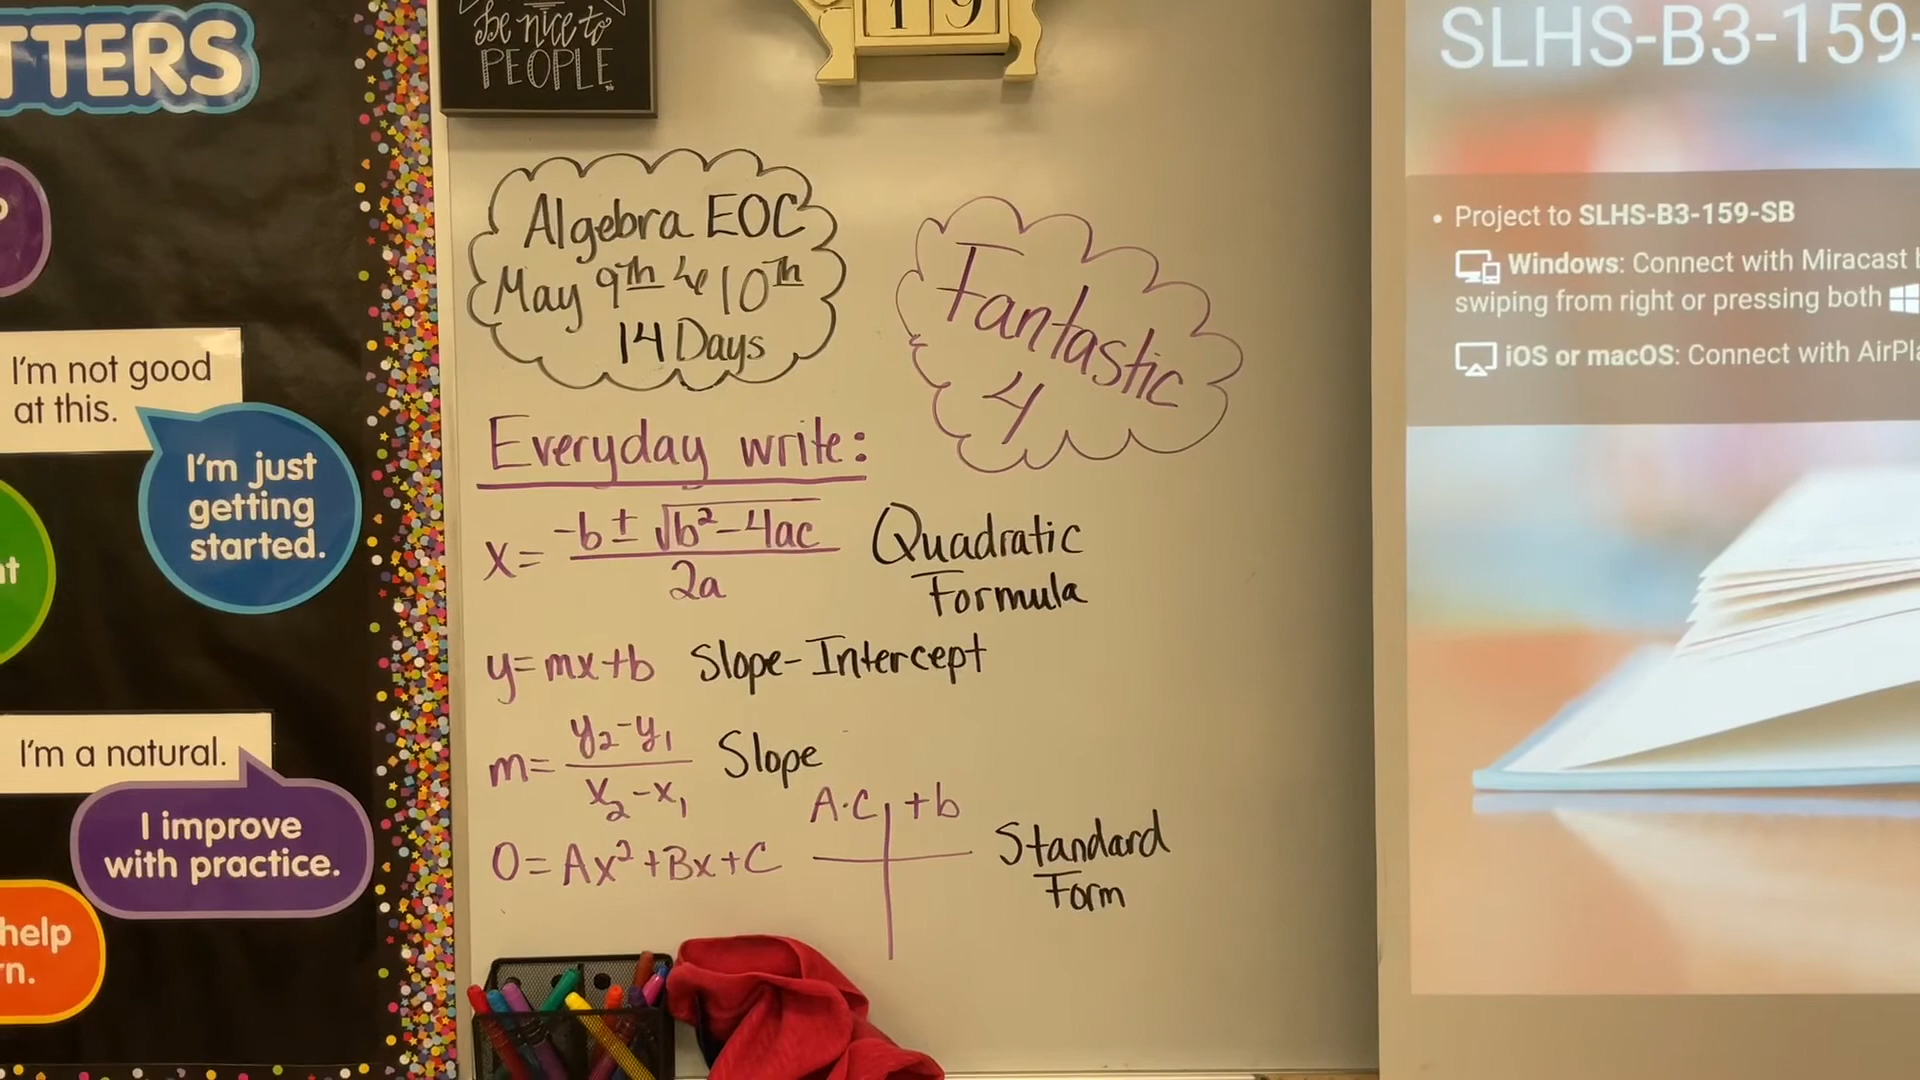 TTERS
I'm not good
at this.
I'm just
getting
started.
I'm a natural.
I improve
with practice.
help
be nice to
PEOPLE
19
Algebra EOC
May 9th & 10th
14 Days
Fantastic
4
Everyday write:
x = -b ± √b²-4ac
2a
Quadratic
Formula
y=mx+b Slope-Intercept
m= y₂-y₁
x₂-x₁
Slope
A·C +b
0=Ax²+Bx+C
Standard
Form
SLHS-B3-159-
• Project to SLHS-B3-159-SB
Windows: Connect with Miracast
swiping from right or pressing both
iOS or macOS: Connect with AirPla